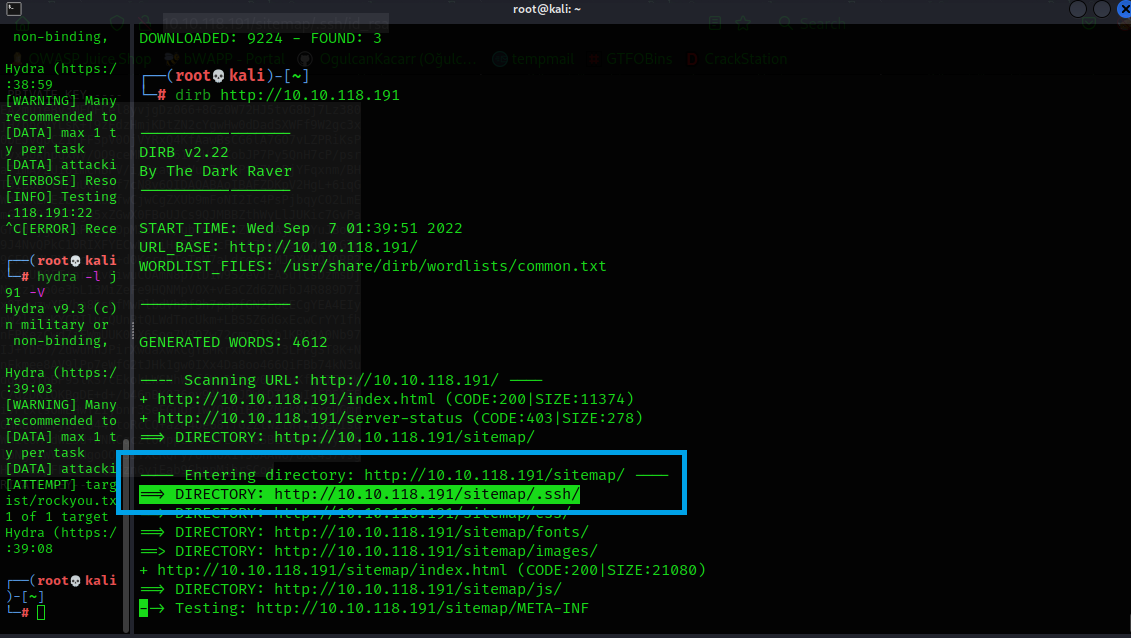 root@kali: ~
non-binding,
Hydra (https:/
:38:59
[WARNING] Many
recommended to
[DATA] max 1 t
y per task
[DATA] attacki
[VERBOSE] Reso
[INFO] Testing
.118.191:22
^C[ERROR] Rece
┌──(root💀kali
└─# hydra -l j
91 -V
Hydra v9.3 (c)
n military or
non-binding,
Hydra (https:/
:39:03
[WARNING] Many
recommended to
[DATA] max 1 t
y per task
[DATA] attacki
[ATTEMPT] targ
ist/rockyou.tx
1 of 1 target
Hydra (https:/
:39:08
┌──(root💀kali
)-[~]
└─#
DOWNLOADED: 9224 - FOUND: 3
bWAPP - Portal
OgulcanKacarr (Oğulc...
tempmail
GTFOBins
CrackStation
┌──(root💀kali)-[~]
└─# dirb http://10.10.118.191
-----------------
DIRB v2.22
By The Dark Raver
-----------------
START_TIME: Wed Sep  7 01:39:51 2022
URL_BASE: http://10.10.118.191/
WORDLIST_FILES: /usr/share/dirb/wordlists/common.txt
-----------------
GENERATED WORDS: 4612
---- Scanning URL: http://10.10.118.191/ ----
+ http://10.10.118.191/index.html (CODE:200|SIZE:11374)
+ http://10.10.118.191/server-status (CODE:403|SIZE:278)
==> DIRECTORY: http://10.10.118.191/sitemap/
---- Entering directory: http://10.10.118.191/sitemap/ ----
==> DIRECTORY: http://10.10.118.191/sitemap/.ssh/
==> DIRECTORY: http://10.10.118.191/sitemap/css/
==> DIRECTORY: http://10.10.118.191/sitemap/fonts/
==> DIRECTORY: http://10.10.118.191/sitemap/images/
+ http://10.10.118.191/sitemap/index.html (CODE:200|SIZE:21080)
==> DIRECTORY: http://10.10.118.191/sitemap/js/
--> Testing: http://10.10.118.191/sitemap/META-INF